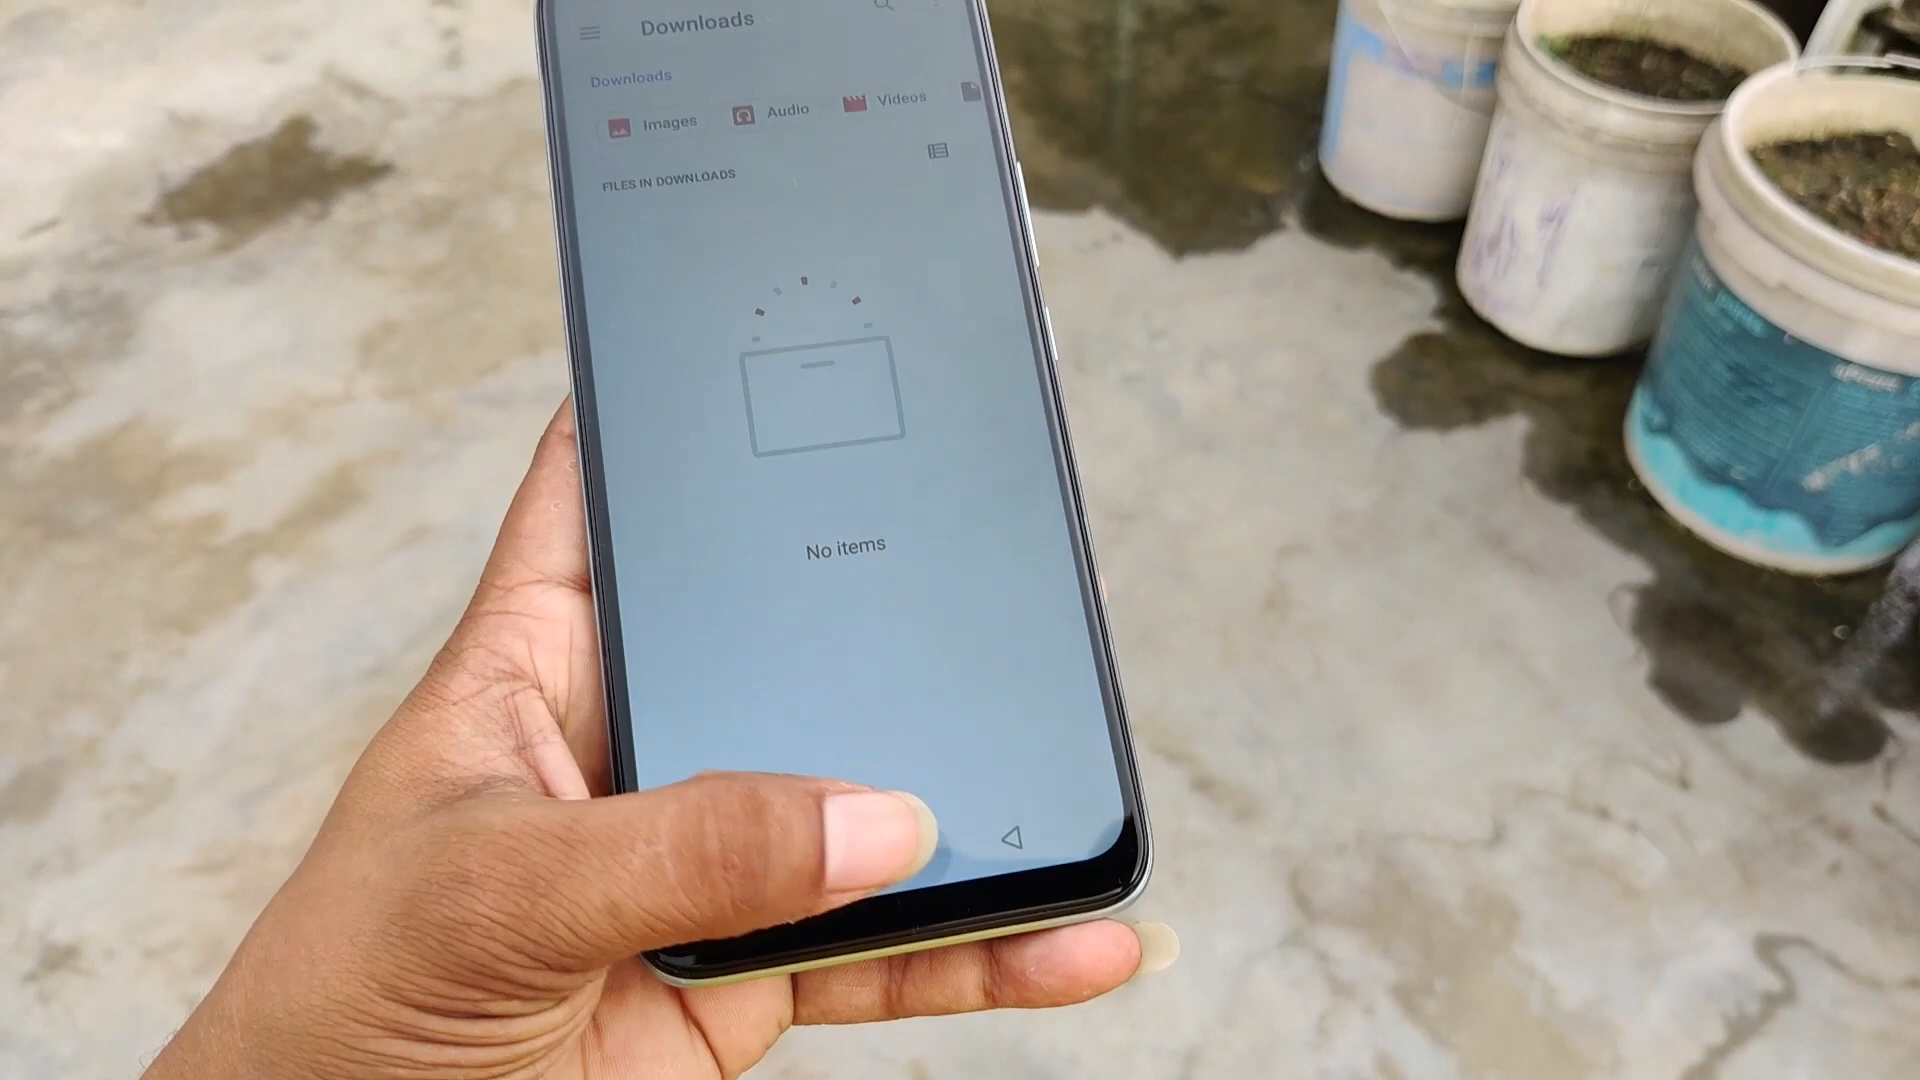 Downloads
Downloads
Images Audio Videos
FILES IN DOWNLOADS
No items